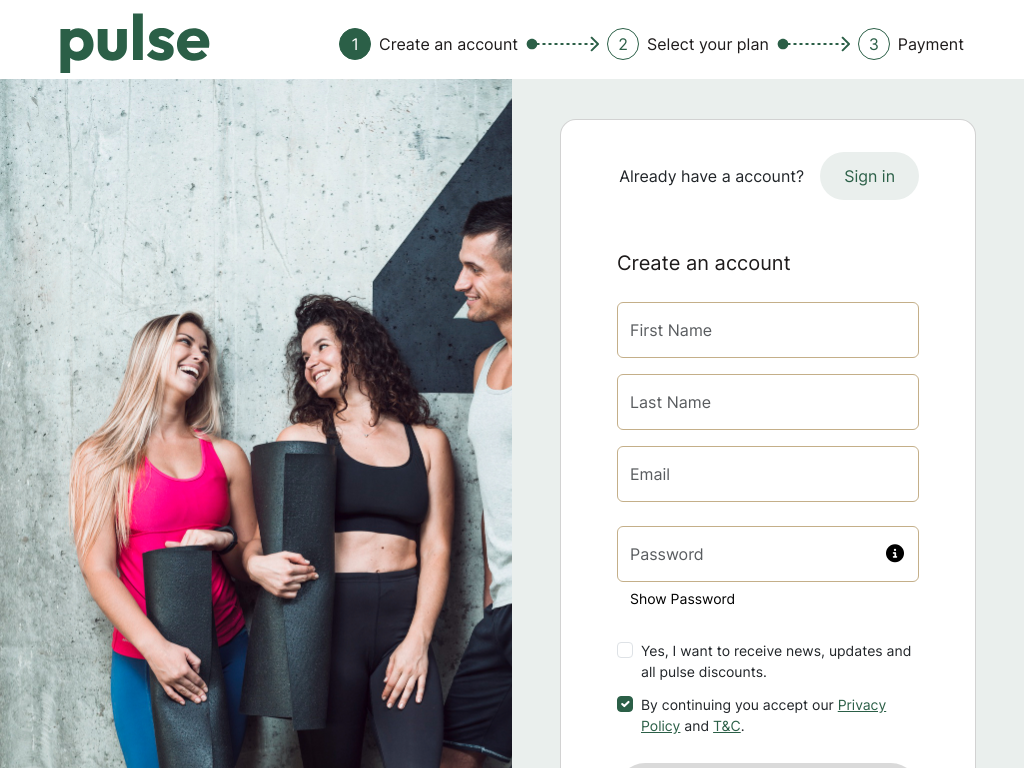 pulse
1 Create an account 2 Select your plan 3 Payment
Already have a account? Sign in
Create an account
First Name
Last Name
Email
Password
Show Password
Yes, I want to receive news, updates and
all pulse discounts.
By continuing you accept our Privacy
Policy and T&C.